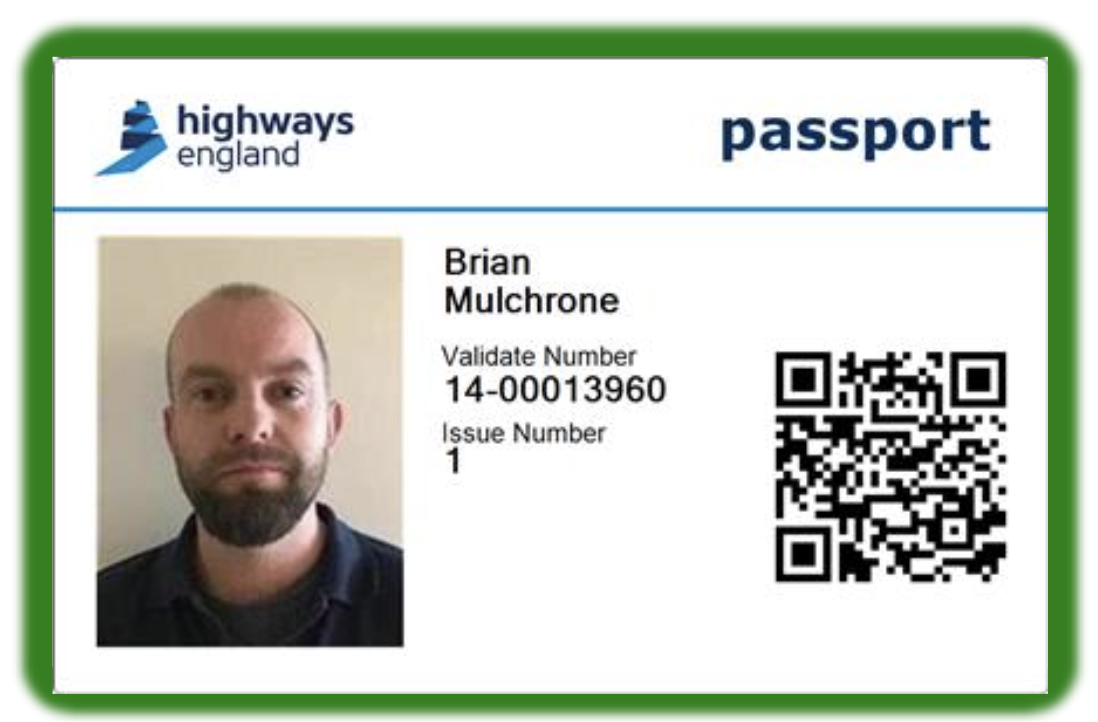 highways
england
passport
Brian
Mulchrone
Validate Number
14-00013960
Issue Number
1